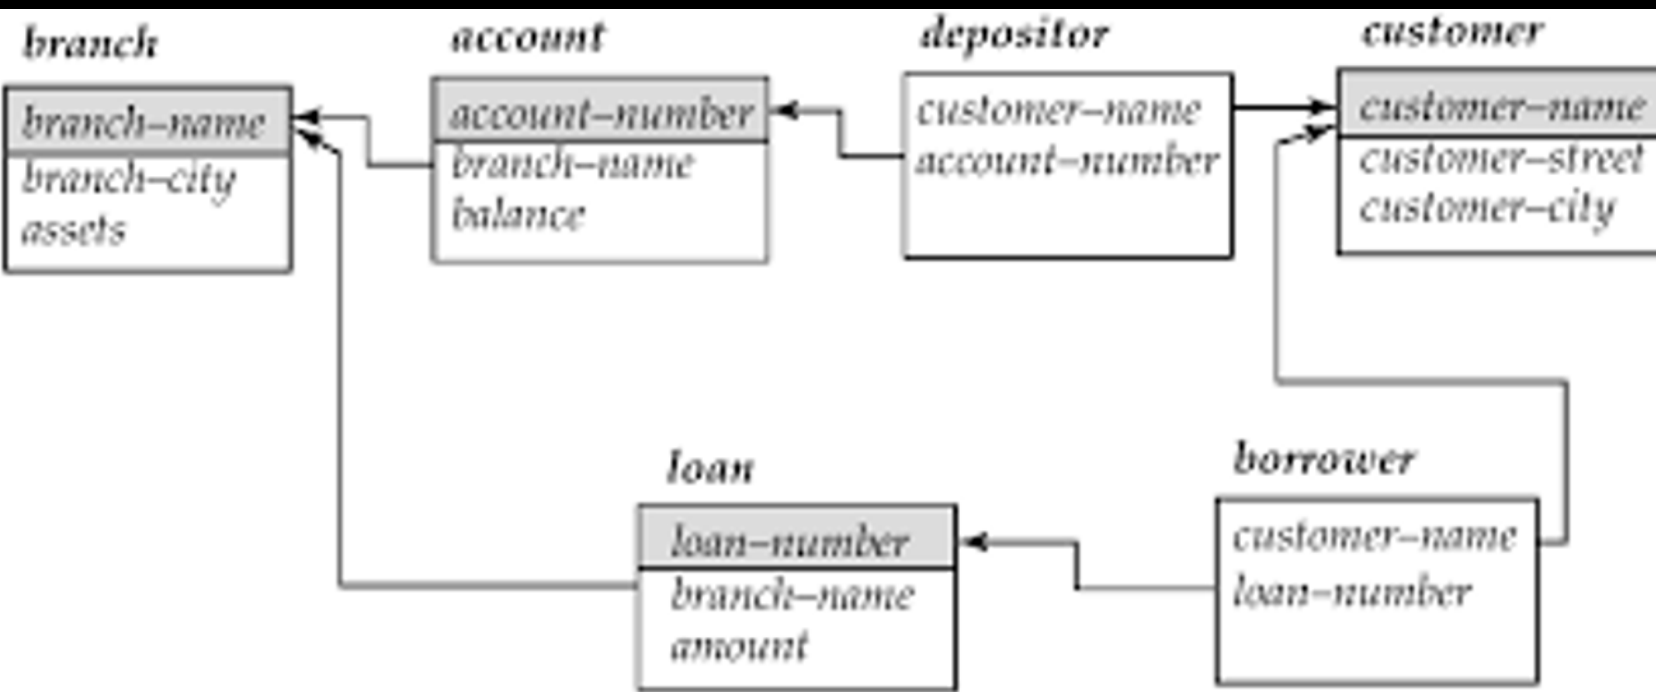 branch
branch–name
branch–city
assets
account
account–number
branch–name
balance
depositor
customer–name
account–number
customer
customer–name
customer–street
customer–city
loan
loan–number
branch–name
amount
borrower
customer–name
loan–number